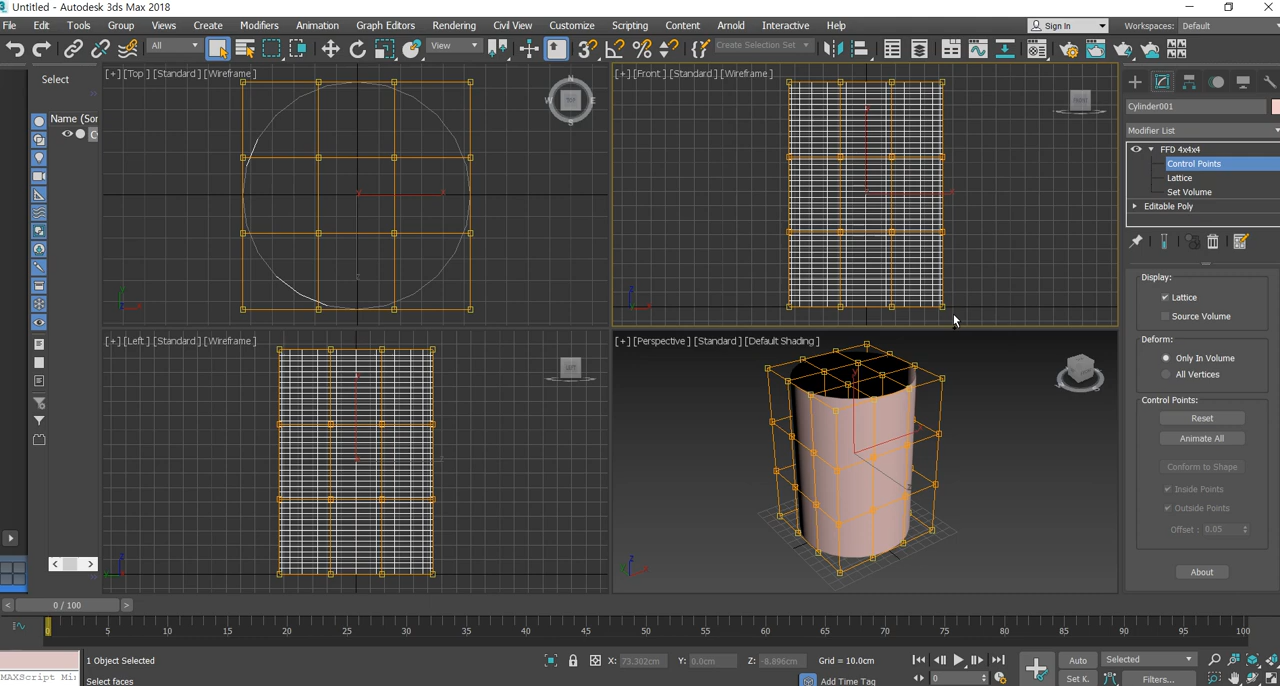 Untitled - Autodesk 3ds Max 2018
File Edit Tools Group Views Create Modifiers Animation Graph Editors Rendering Civil View Customize Scripting Content Arnold Interactive Help
Sign In
Workspaces: Default
All
View
Create Selection Set
Select
Name (Sor
C
[+] [Top ] [Standard ] [Wireframe ]
N
W
TOP
E
S
[+] [Front ] [Standard ] [Wireframe ]
FRONT
[+] [Left ] [Standard ] [Wireframe ]
LEFT
[+] [Perspective ] [Standard ] [Default Shading ]
Cylinder001
Modifier List
FFD 4x4x4
Control Points
Lattice
Set Volume
Editable Poly
Display:
Lattice
Source Volume
Deform:
Only In Volume
All Vertices
Control Points:
Reset
Animate All
Conform to Shape
Inside Points
Outside Points
Offset : 0.05
About
< 0 / 100 >
0 5 10 15 20 25 30 35 40 45 50 55 60 65 70 75 80 85 90 95 100
1 Object Selected
X: 73.302cm Y: 0.0cm Z: -8.896cm Grid = 10.0cm
Auto Selected
MAXScript Mi:
Select faces
Add Time Tag
0
Set K. Filters...